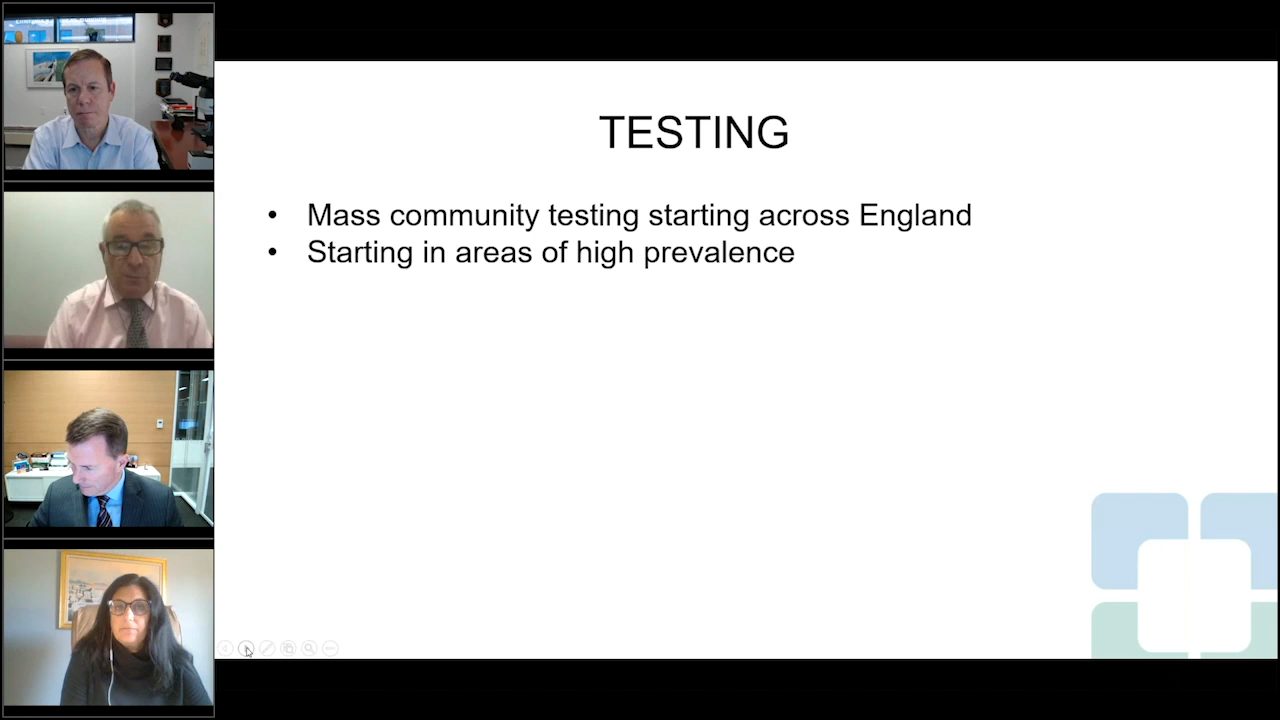 TESTING
• Mass community testing starting across England
• Starting in areas of high prevalence